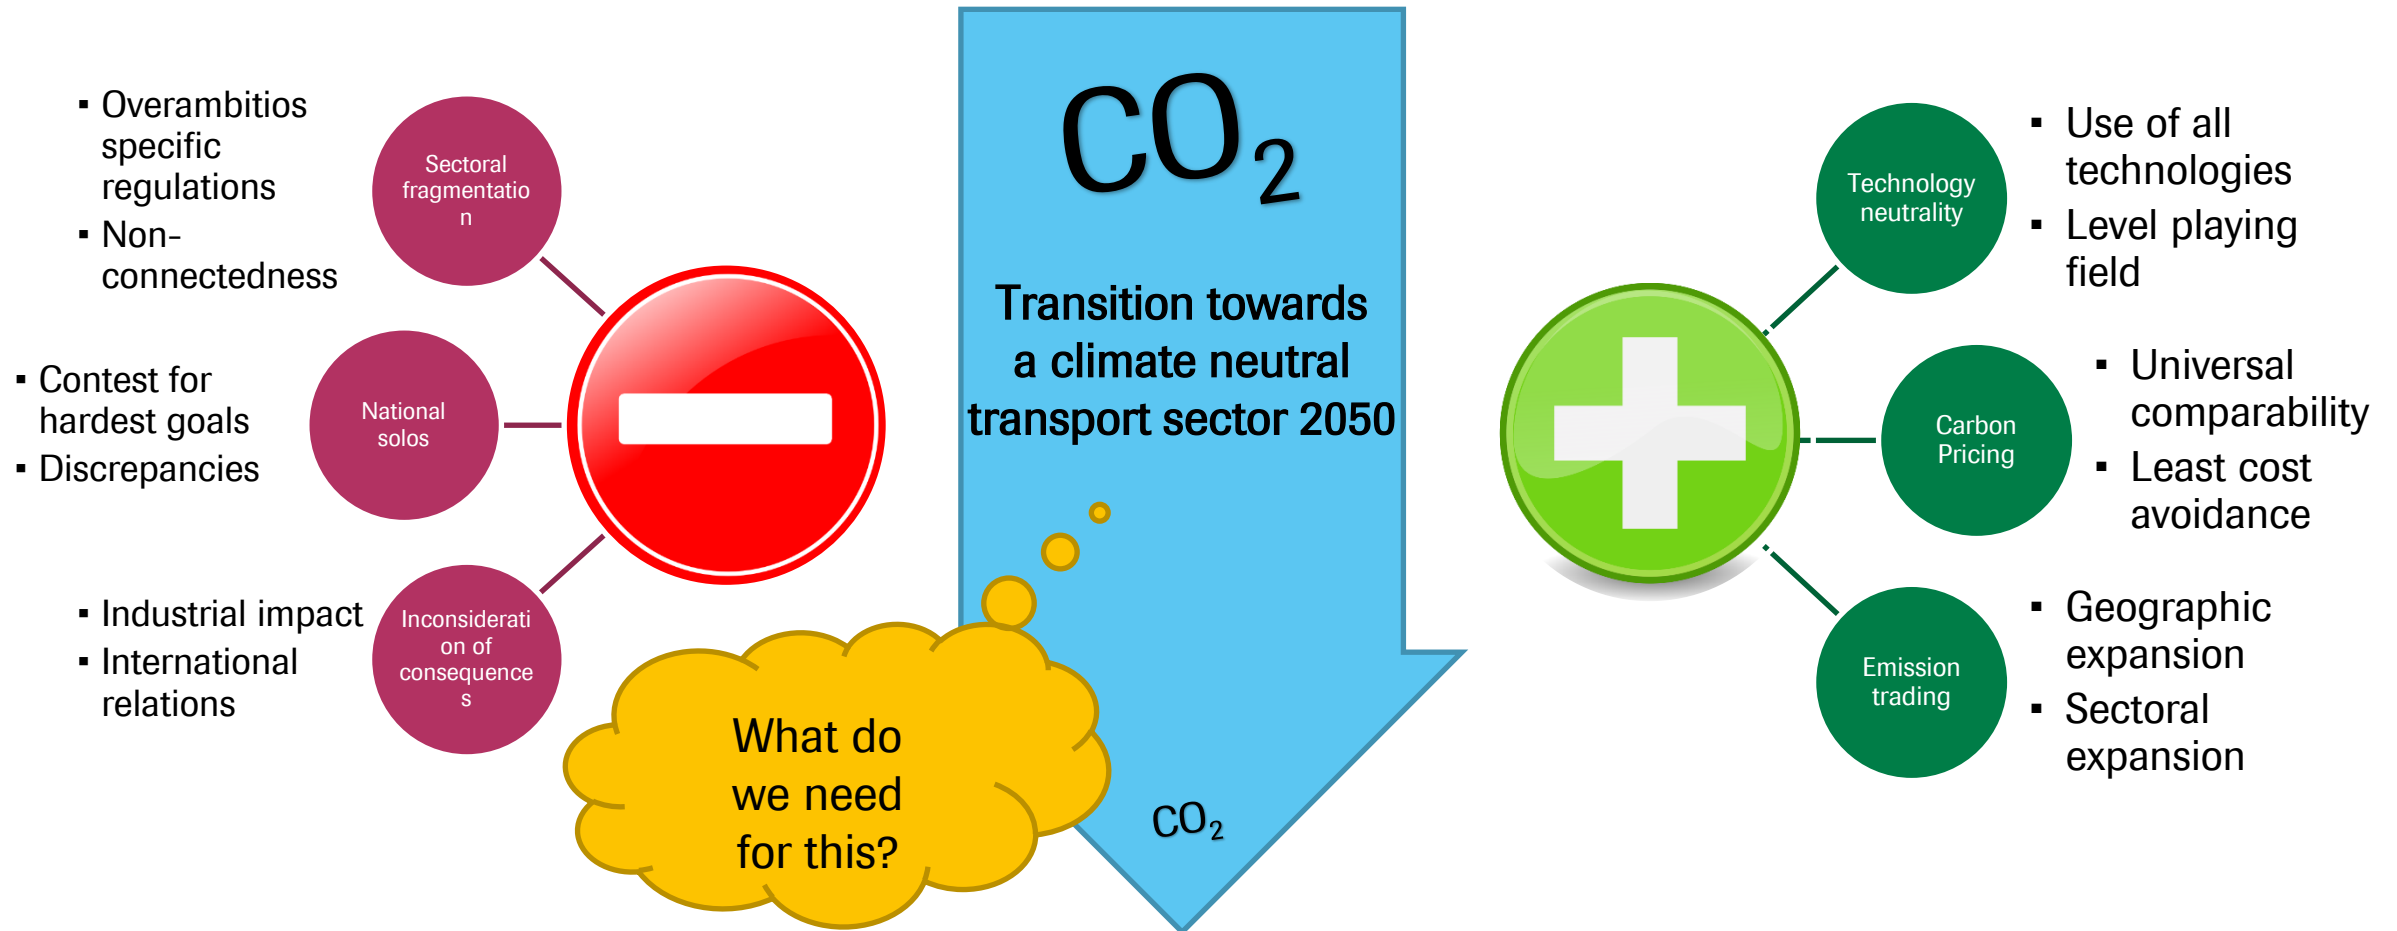 ▪ Overambitios
specific
regulations
▪ Non-
connectedness
Sectoral
fragmentatio
n
▪ Contest for
hardest goals
▪ Discrepancies
National
solos
▪ Industrial impact
▪ International
relations
Inconsiderati
on of
consequence
s
CO₂
Transition towards
a climate neutral
transport sector 2050
What do
we need
for this?
CO₂
Technology
neutrality
▪ Use of all
technologies
▪ Level playing
field
Carbon
Pricing
▪ Universal
comparability
▪ Least cost
avoidance
Emission
trading
▪ Geographic
expansion
▪ Sectoral
expansion